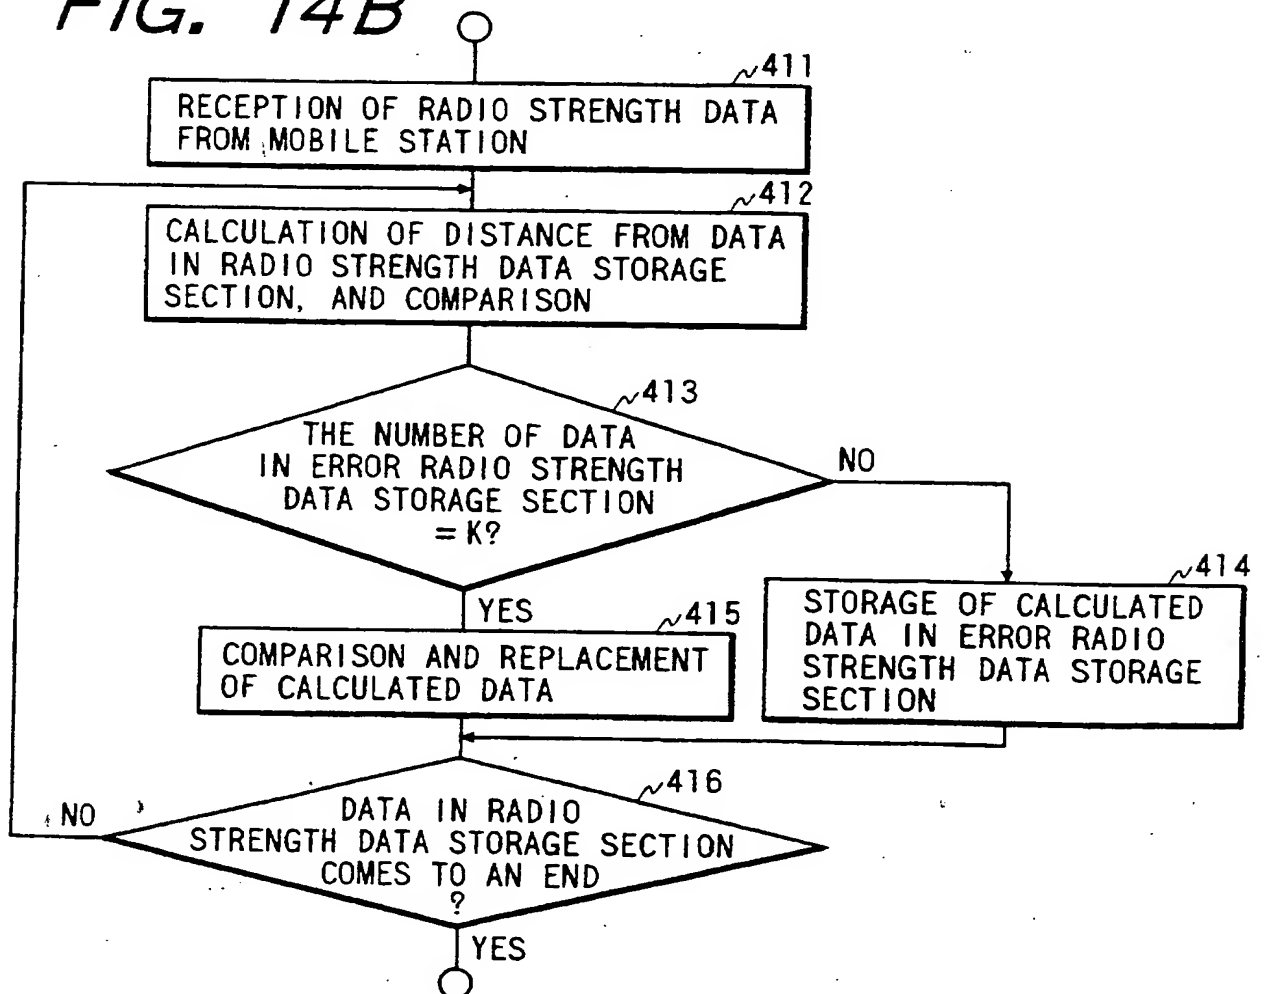 FIG. 14B
411
RECEPTION OF RADIO STRENGTH DATA
FROM MOBILE STATION
412
CALCULATION OF DISTANCE FROM DATA
IN RADIO STRENGTH DATA STORAGE
SECTION, AND COMPARISON
413
THE NUMBER OF DATA
IN ERROR RADIO STRENGTH
DATA STORAGE SECTION
= K?
NO
414
STORAGE OF CALCULATED
DATA IN ERROR RADIO
STRENGTH DATA STORAGE
SECTION
YES
415
COMPARISON AND REPLACEMENT
OF CALCULATED DATA
416
NO
DATA IN RADIO
STRENGTH DATA STORAGE SECTION
COMES TO AN END
?
YES